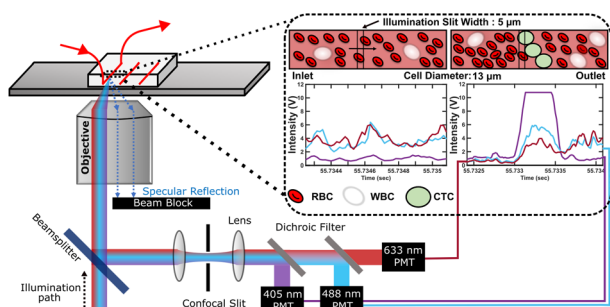 Illumination Slit Width : 5 μm
Inlet
Cell Diameter: 13 μm
Outlet
Intensity (V)
12
10
8
6
4
2
0
55.7344
55.7346
55.7348
55.735
Time (sec)
Intensity (V)
12
10
8
6
4
2
0
55.7325
55.733
55.7335
55.734
Time (sec)
RBC
WBC
CTC
Objective
Specular Reflection
Beam Block
Beamsplitter
Lens
Dichroic Filter
633 nm
PMT
405 nm
PMT
488 nm
PMT
Illumination
path
Confocal Slit